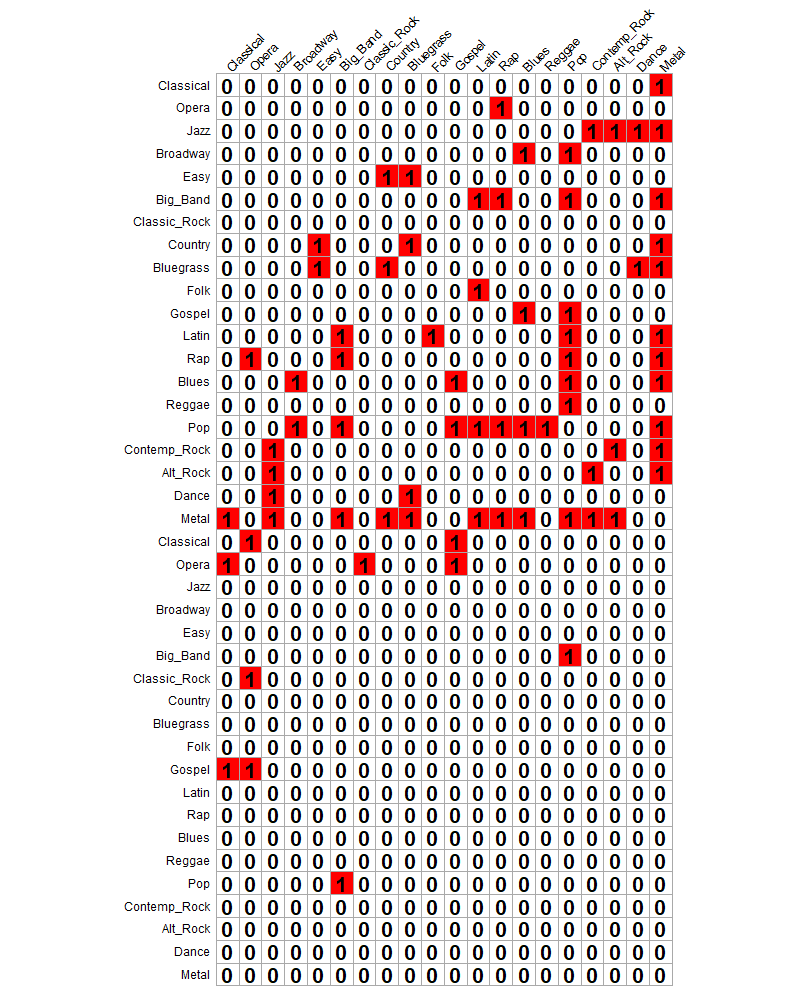 Classical Opera Jazz Broadway Easy Big_Band Classic_Rock Country Bluegrass Folk Gospel Latin Rap Blues Reggae Pop Contemp_Rock Alt_Rock Dance Metal
Classical 0 0 0 0 0 0 0 0 0 0 0 0 0 0 0 0 0 0 0 1
Opera 0 0 0 0 0 0 0 0 0 0 0 0 1 0 0 0 0 0 0 0
Jazz 0 0 0 0 0 0 0 0 0 0 0 0 0 0 0 0 1 1 1 1
Broadway 0 0 0 0 0 0 0 0 0 0 0 0 0 1 0 1 0 0 0 0
Easy 0 0 0 0 0 0 0 1 1 0 0 0 0 0 0 0 0 0 0 0
Big_Band 0 0 0 0 0 0 0 0 0 0 0 1 1 0 0 1 0 0 0 1
Classic_Rock 0 0 0 0 0 0 0 0 0 0 0 0 0 0 0 0 0 0 0 0
Country 0 0 0 0 1 0 0 0 1 0 0 0 0 0 0 0 0 0 0 1
Bluegrass 0 0 0 0 1 0 0 1 0 0 0 0 0 0 0 0 0 0 1 1
Folk 0 0 0 0 0 0 0 0 0 0 0 1 0 0 0 0 0 0 0 0
Gospel 0 0 0 0 0 0 0 0 0 0 0 0 0 1 0 1 0 0 0 0
Latin 0 0 0 0 0 1 0 0 0 1 0 0 0 0 0 1 0 0 0 1
Rap 0 1 0 0 0 1 0 0 0 0 0 0 0 0 0 1 0 0 0 1
Blues 0 0 0 1 0 0 0 0 0 0 1 0 0 0 0 1 0 0 0 1
Reggae 0 0 0 0 0 0 0 0 0 0 0 0 0 0 0 1 0 0 0 0
Pop 0 0 0 1 0 1 0 0 0 0 1 1 1 1 1 0 0 0 0 1
Contemp_Rock 0 0 1 0 0 0 0 0 0 0 0 0 0 0 0 0 0 1 0 1
Alt_Rock 0 0 1 0 0 0 0 0 0 0 0 0 0 0 0 0 1 0 0 1
Dance 0 0 1 0 0 0 0 0 1 0 0 0 0 0 0 0 0 0 0 0
Metal 1 0 1 0 0 1 0 1 1 0 0 1 1 1 0 1 1 1 0 0
Classical 0 1 0 0 0 0 0 0 0 0 1 0 0 0 0 0 0 0 0 0
Opera 1 0 0 0 0 0 1 0 0 0 1 0 0 0 0 0 0 0 0 0
Jazz 0 0 0 0 0 0 0 0 0 0 0 0 0 0 0 0 0 0 0 0
Broadway 0 0 0 0 0 0 0 0 0 0 0 0 0 0 0 0 0 0 0 0
Easy 0 0 0 0 0 0 0 0 0 0 0 0 0 0 0 0 0 0 0 0
Big_Band 0 0 0 0 0 0 0 0 0 0 0 0 0 0 0 1 0 0 0 0
Classic_Rock 0 1 0 0 0 0 0 0 0 0 0 0 0 0 0 0 0 0 0 0
Country 0 0 0 0 0 0 0 0 0 0 0 0 0 0 0 0 0 0 0 0
Bluegrass 0 0 0 0 0 0 0 0 0 0 0 0 0 0 0 0 0 0 0 0
Folk 0 0 0 0 0 0 0 0 0 0 0 0 0 0 0 0 0 0 0 0
Gospel 1 1 0 0 0 0 0 0 0 0 0 0 0 0 0 0 0 0 0 0
Latin 0 0 0 0 0 0 0 0 0 0 0 0 0 0 0 0 0 0 0 0
Rap 0 0 0 0 0 0 0 0 0 0 0 0 0 0 0 0 0 0 0 0
Blues 0 0 0 0 0 0 0 0 0 0 0 0 0 0 0 0 0 0 0 0
Reggae 0 0 0 0 0 0 0 0 0 0 0 0 0 0 0 0 0 0 0 0
Pop 0 0 0 0 0 1 0 0 0 0 0 0 0 0 0 0 0 0 0 0
Contemp_Rock 0 0 0 0 0 0 0 0 0 0 0 0 0 0 0 0 0 0 0 0
Alt_Rock 0 0 0 0 0 0 0 0 0 0 0 0 0 0 0 0 0 0 0 0
Dance 0 0 0 0 0 0 0 0 0 0 0 0 0 0 0 0 0 0 0 0
Metal 0 0 0 0 0 0 0 0 0 0 0 0 0 0 0 0 0 0 0 0